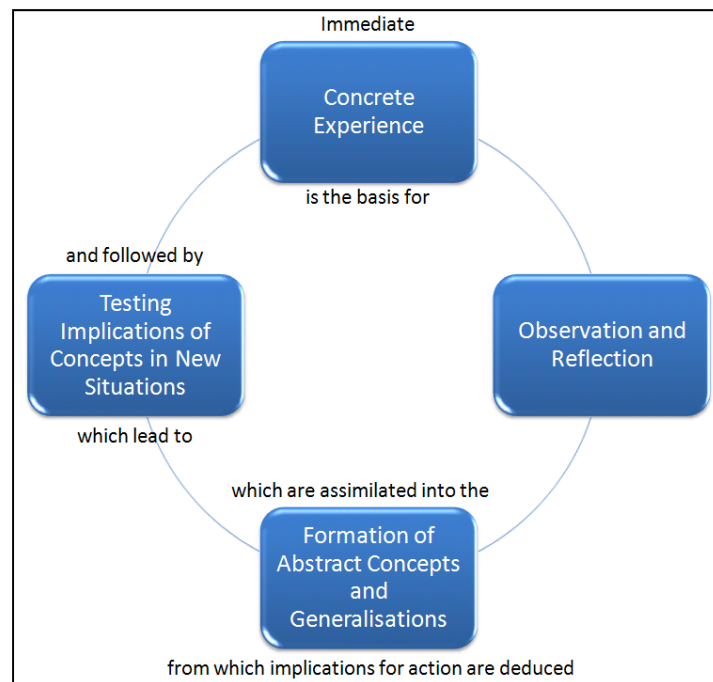 Immediate
Concrete
Experience
is the basis for
and followed by
Testing
Implications of
Concepts in New
Situations
Observation and
Reflection
which lead to
which are assimilated into the
Formation of
Abstract Concepts
and
Generalisations
from which implications for action are deduced